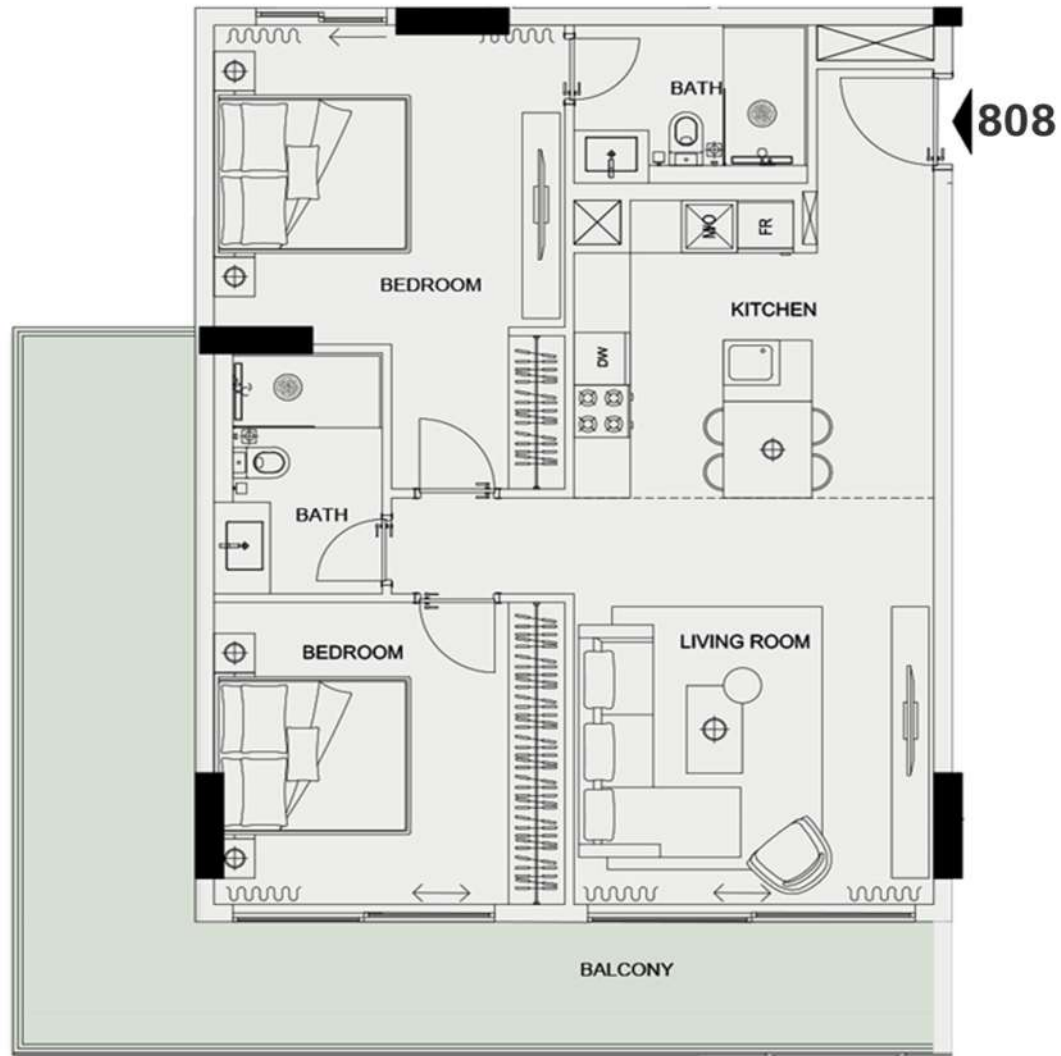 BATH
808
MO
FR
BEDROOM
KITCHEN
DW
BATH
BEDROOM
LIVING ROOM
BALCONY